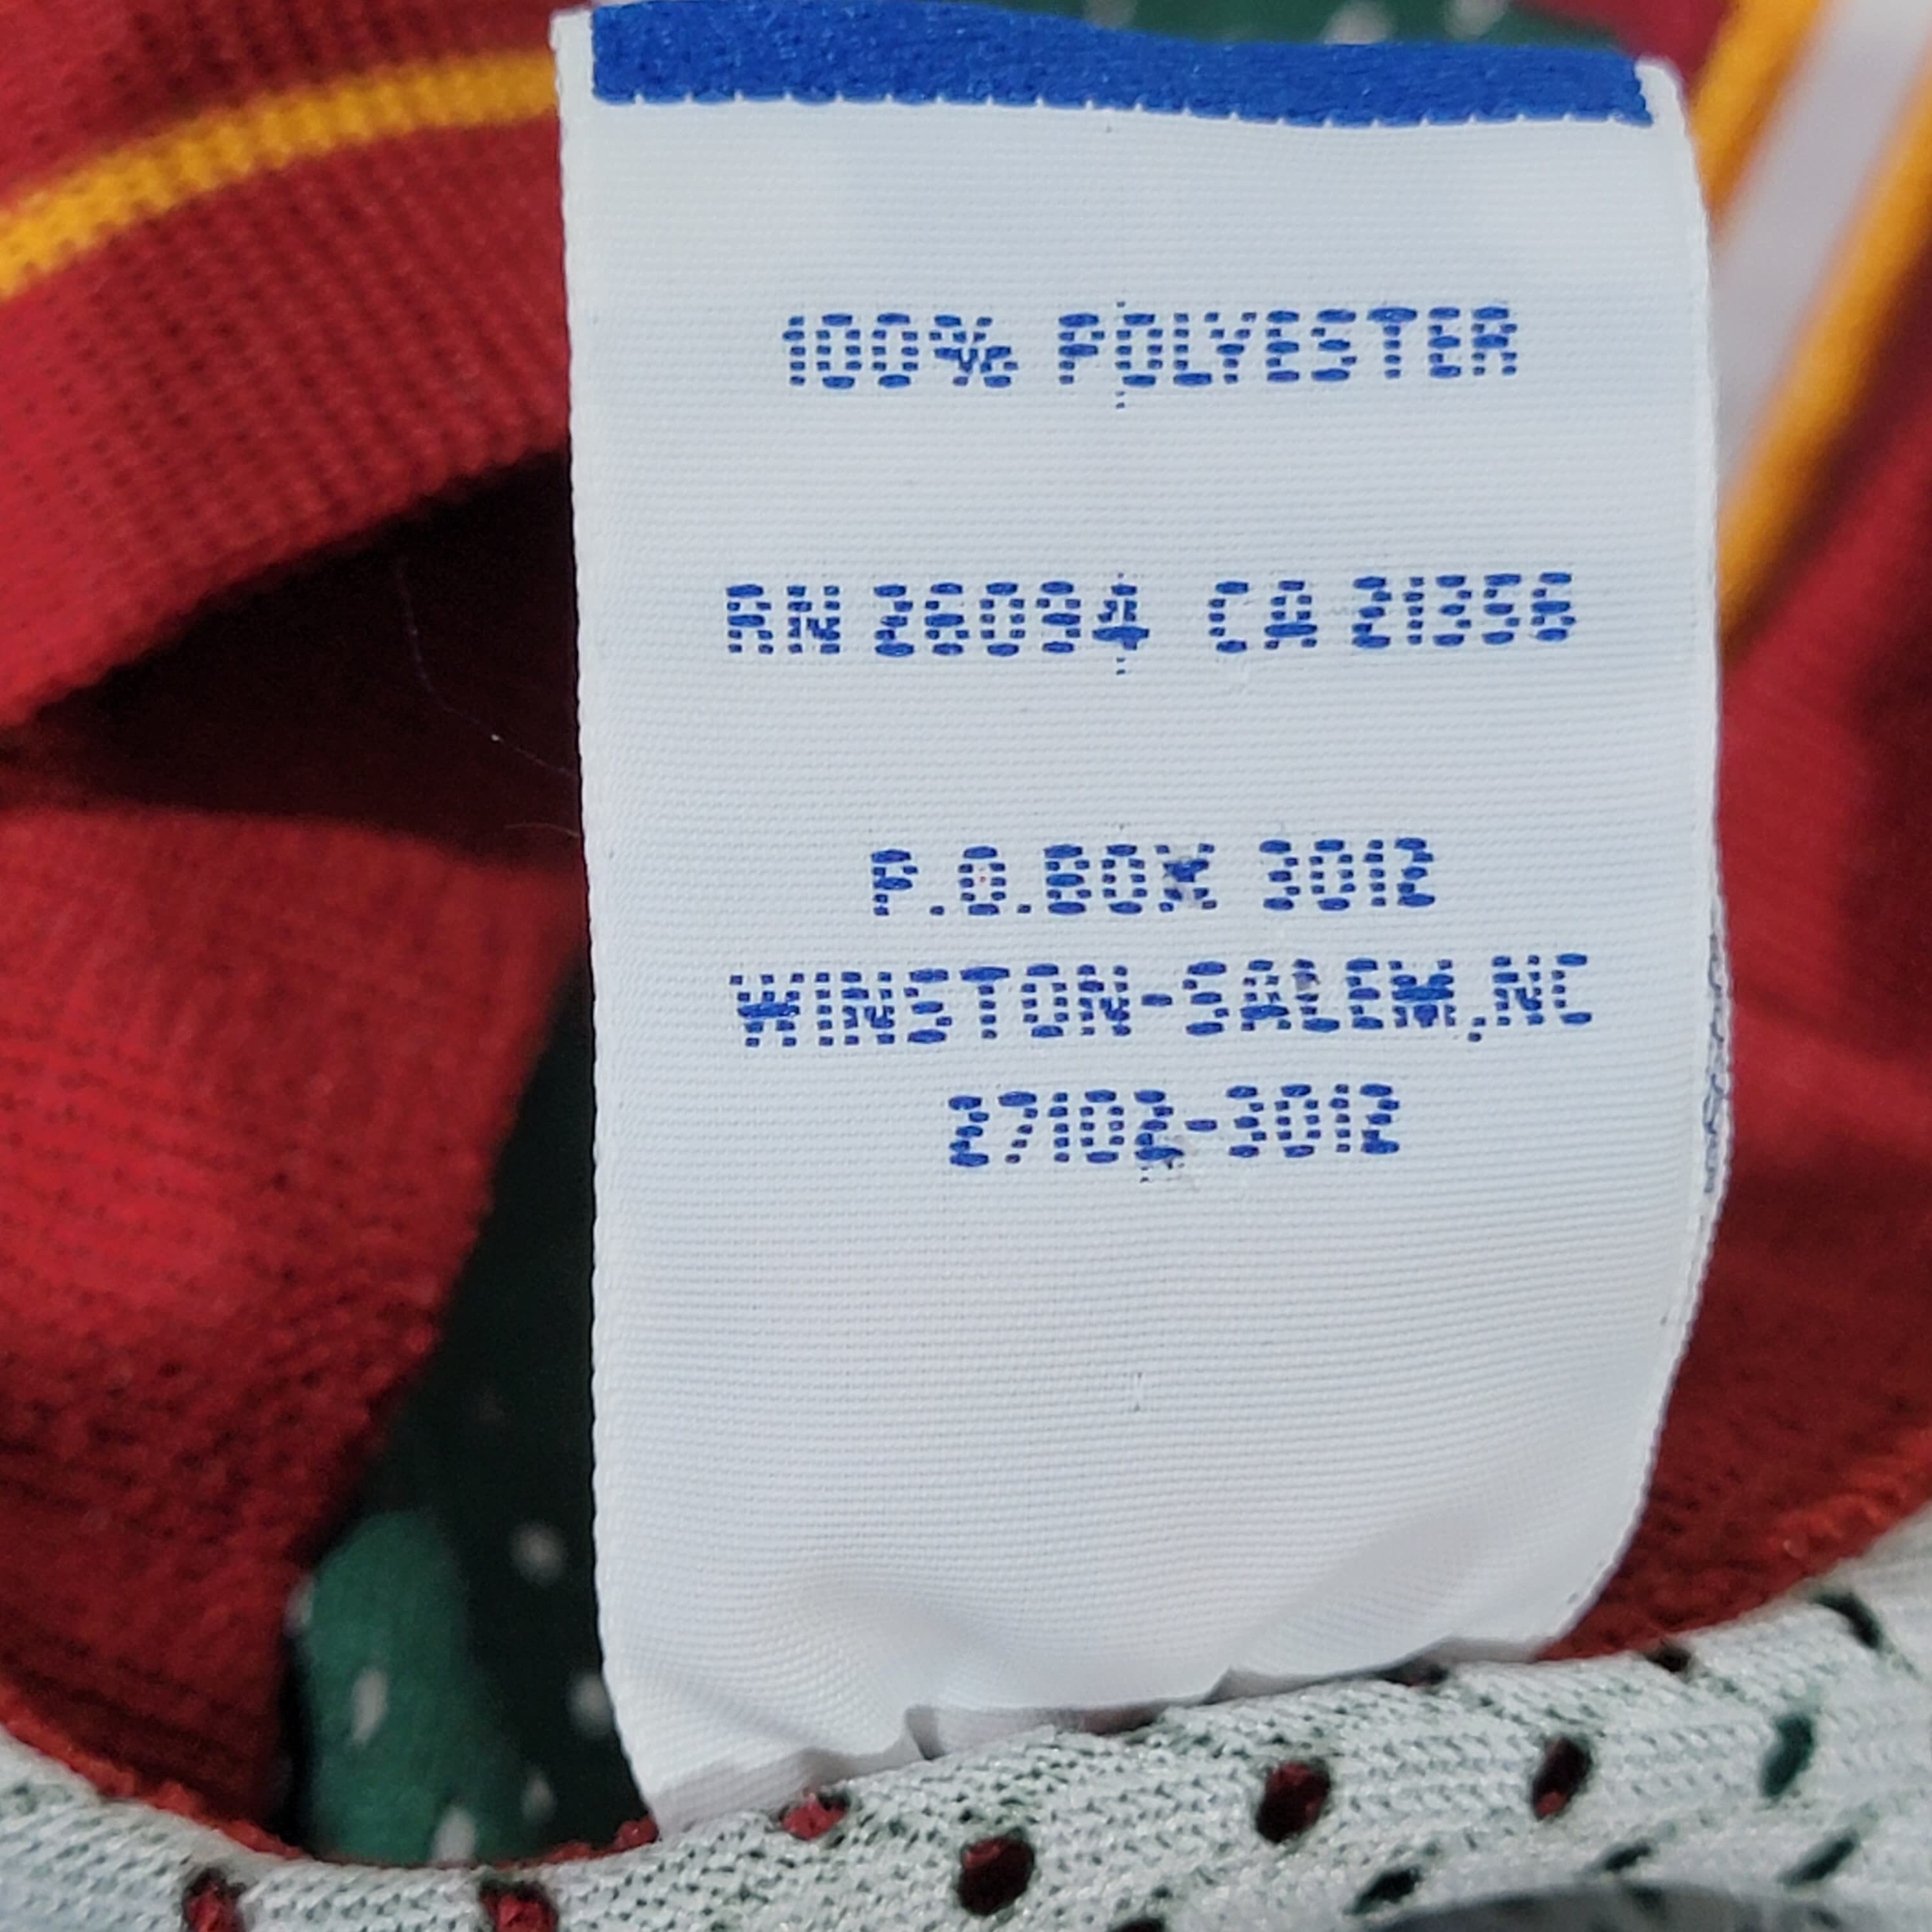 100% POLYESTER
RN 26094 CA 21356
P.O.BOX 3012
WINSTON-SALEM,NC
27102-3012